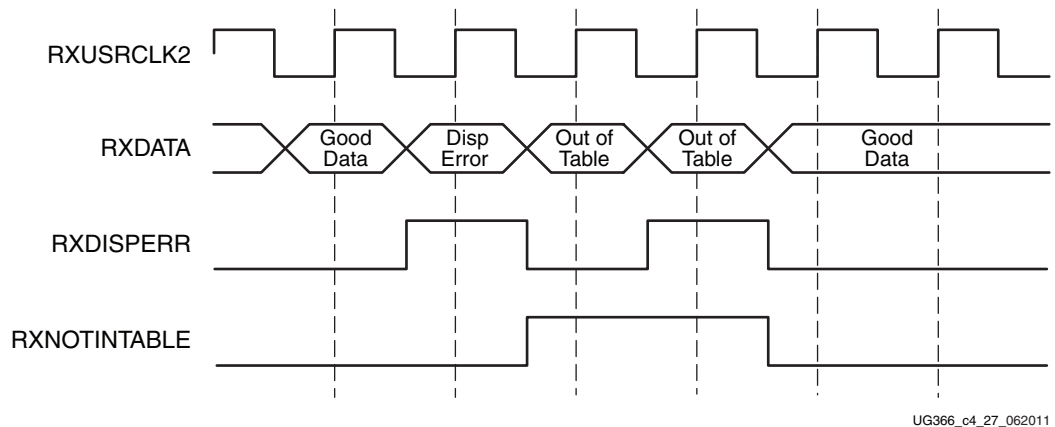 RXUSRCLK2
RXDATA
Good
Data
Disp
Error
Out of
Table
Out of
Table
Good
Data
RXDISPERR
RXNOTINTABLE
UG366_c4_27_062011